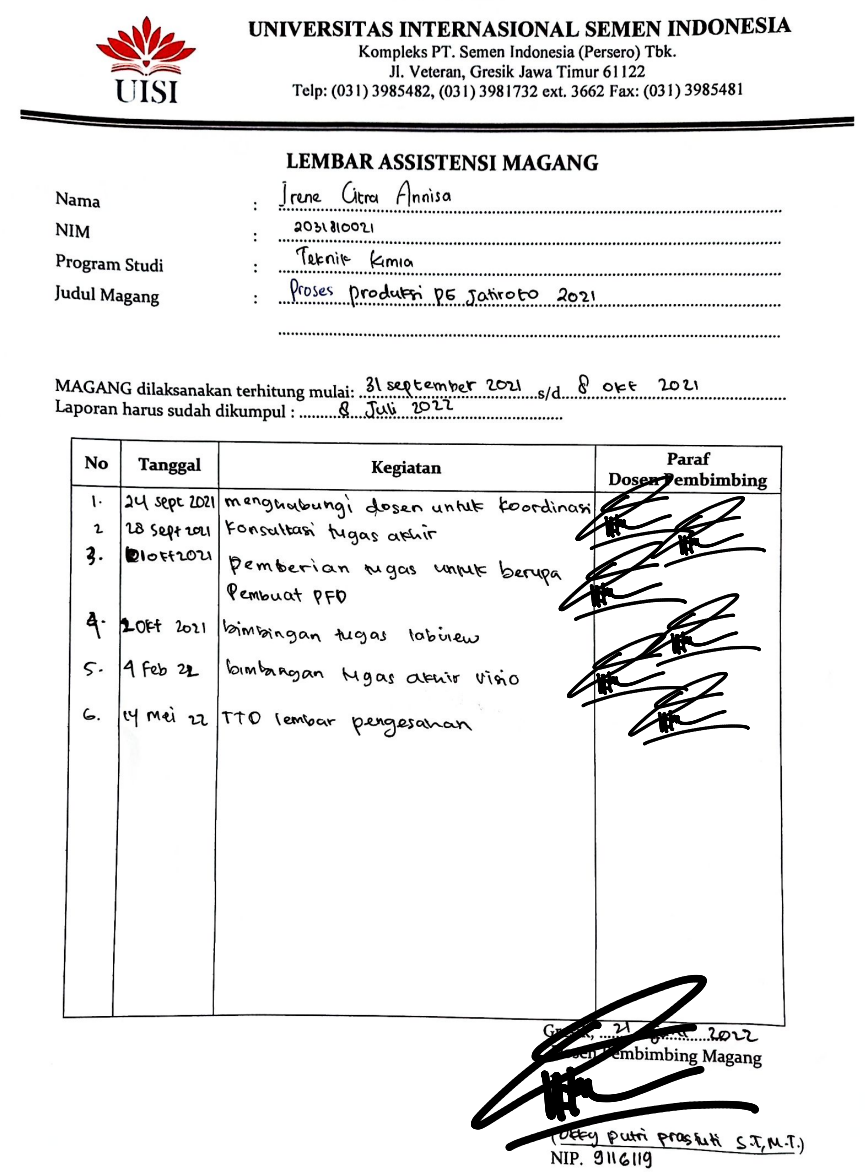 UISI
UNIVERSITAS INTERNASIONAL SEMEN INDONESIA
Kompleks PT. Semen Indonesia (Persero) Tbk.
Jl. Veteran, Gresik Jawa Timur 61122
Telp: (031) 3985482, (031) 3981732 ext. 3662 Fax: (031) 3985481
LEMBAR ASSISTENSI MAGANG
Nama : Irene Citra Annisa
NIM : 2031810021
Program Studi : Teknik Kimia
Judul Magang : Proses produksi PG Jatiroto 2021
MAGANG dilaksanakan terhitung mulai: 31 september 2021 s/d 8 okt 2021
Laporan harus sudah dikumpul : 8 Juli 2022
No Tanggal Kegiatan Paraf
Dosen Pembimbing
1. 24 sept 2021 menghubungi dosen untuk koordinasi
2 28 sept 2021 konsultasi tugas akhir
3. 01 okt 2021 Pemberian tugas untuk berupa
Pembuat PFD
4. 2 Okt 2021 bimbingan tugas labview
5. 4 Feb 22 bimbangan tugas akhir visio
6. 14 Mei 22 TTD lembar pengesahan
Gresik, 21 2022
Dosen Pembimbing Magang
(Okky putri prastuti S.T,M.T.)
NIP. 9116119